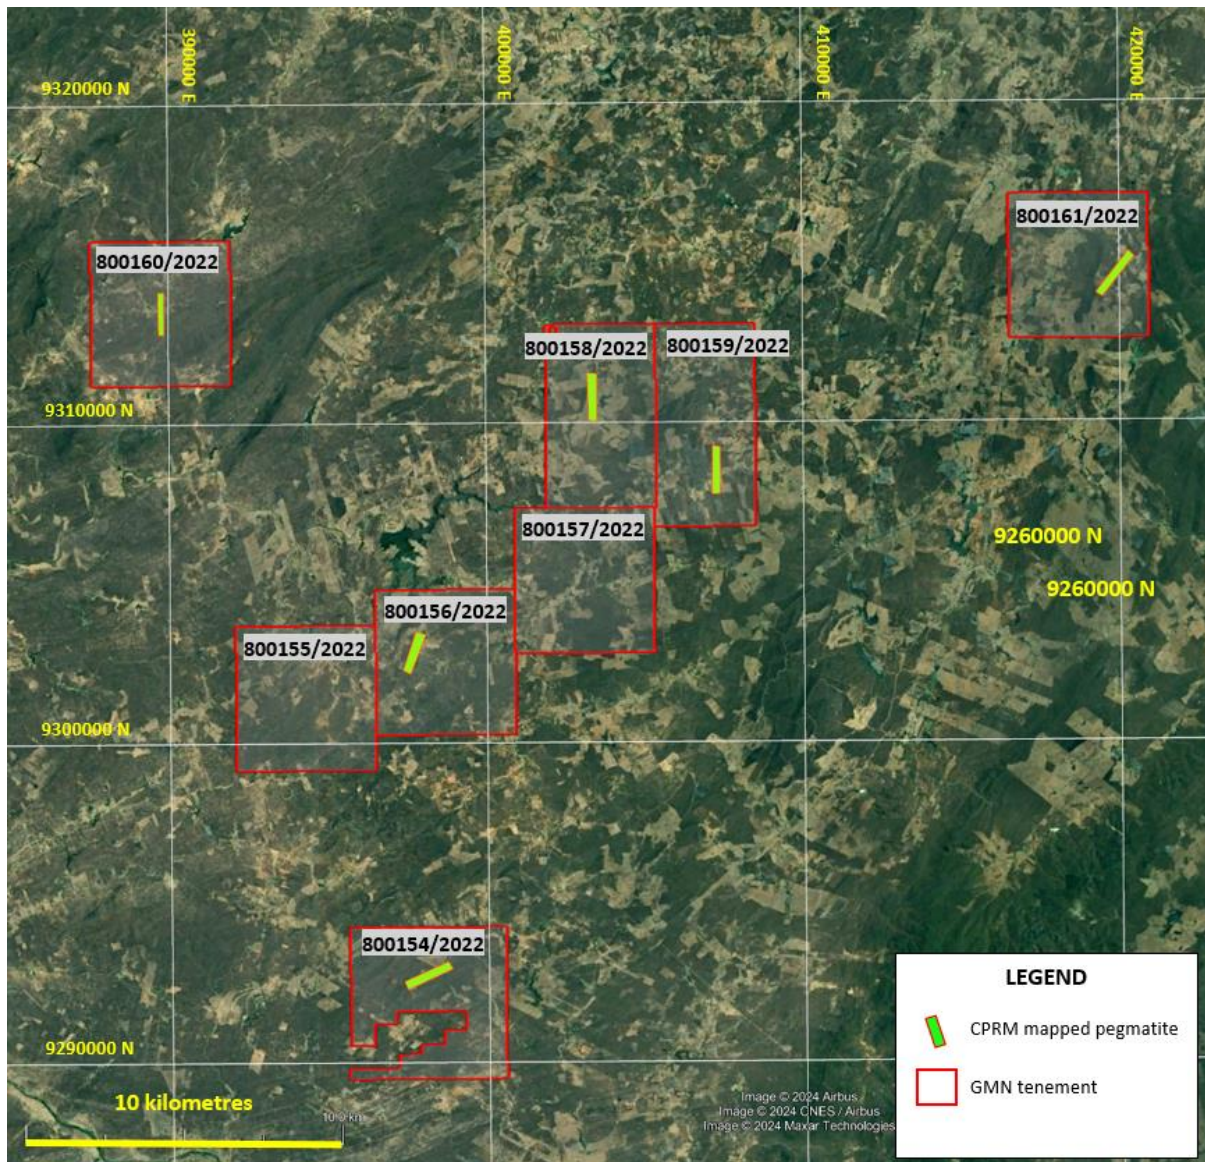 390000 E
400000 E
410000 E
420000 E
9320000 N
800161/2022
800160/2022
800158/2022
800159/2022
9310000 N
800157/2022
9260000 N
9260000 N
800156/2022
800155/2022
9300000 N
800154/2022
LEGEND
CPRM mapped pegmatite
GMN tenement
9290000 N
10 kilometres
Image © 2024 Airbus
Image © 2024 CNES / Airbus
Image © 2024 Maxar Technologies